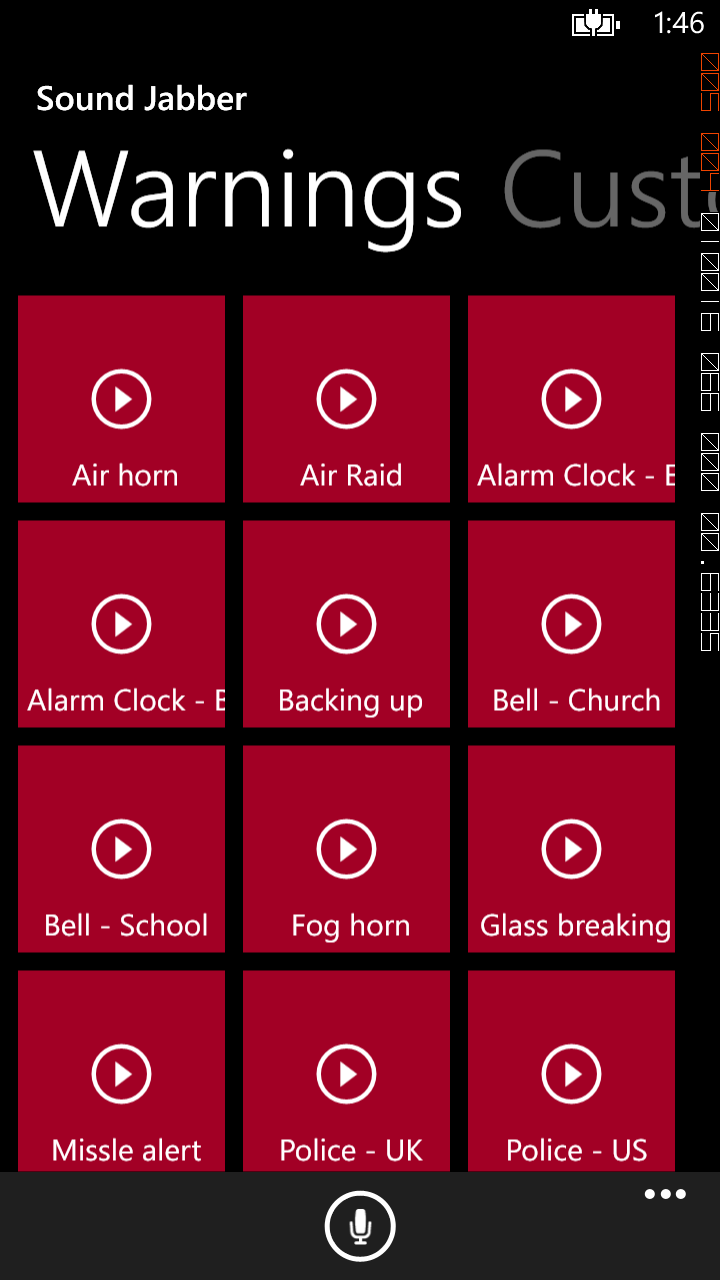 1:46
Sound Jabber
Warnings Custo
Air horn Air Raid Alarm Clock - B
Alarm Clock - B Backing up Bell - Church
Bell - School Fog horn Glass breaking
Missle alert Police - UK Police - US